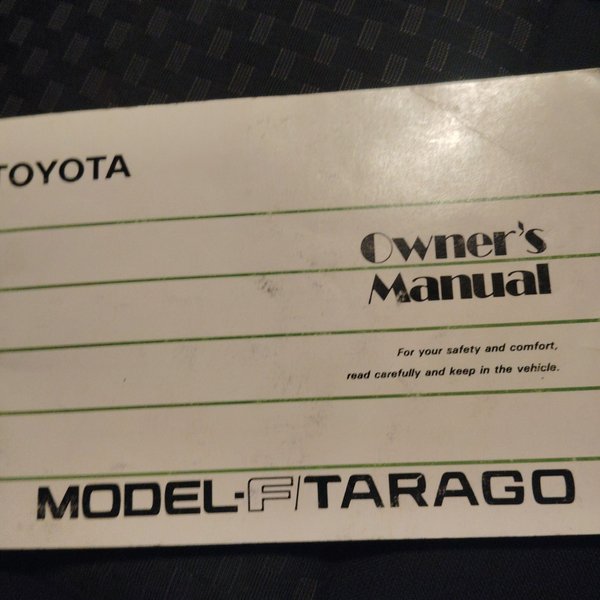 TOYOTA
Owner's
Manual
For your safety and comfort,
read carefully and keep in the vehicle.
MODEL-F/TARAGO